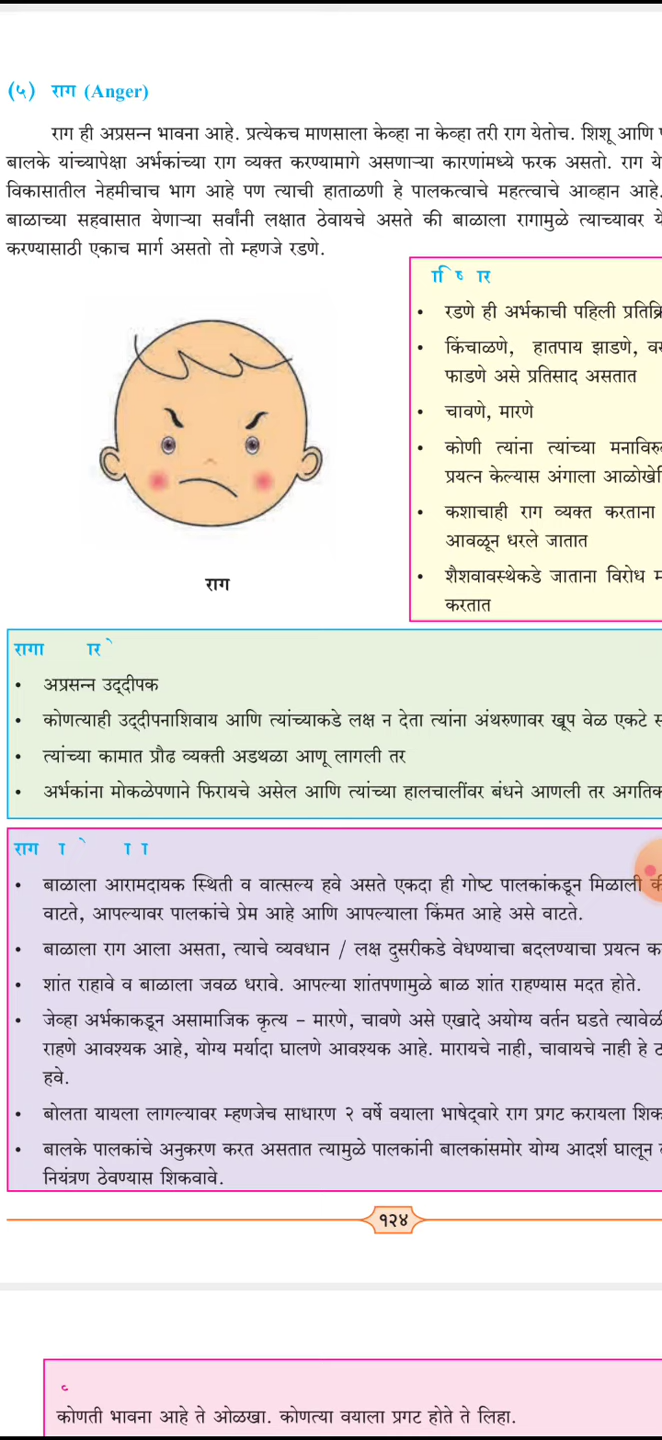 (५) राग (Anger)
राग ही अप्रसन्न भावना आहे. प्रत्येकच माणसाला केव्हा ना केव्हा तरी राग येतोच. शिशू आणि
बालके यांच्यापेक्षा अर्भकांच्या राग व्यक्त करण्यामागे असणाऱ्या कारणांमध्ये फरक असतो. राग
विकासातील नेहमीचाच भाग आहे पण त्याची हाताळणी हे पालकत्वाचे महत्त्वाचे आव्हान आहे.
बाळाच्या सहवासात येणाऱ्या सर्वांनी लक्षात ठेवायचे असते की बाळाला रागामुळे त्याच्यावर
करण्यासाठी एकाच मार्ग असतो तो म्हणजे रडणे.
• रडणे ही अर्भकाची पहिली
• किंचाळणे, हातपाय झाडणे,
फाडणे असे प्रतिसाद असतात
• चावणे, मारणे
• कोणी त्यांना त्यांच्या
प्रयत्न केल्यास अंगाला
• कशाचाही राग व्यक्त करताना
आवळून धरले जातात
• शैशवावस्थेकडे जाताना विरोध
करतात
राग
• अप्रसन्न उद्दीपक
• कोणत्याही उद्दीपनाशिवाय आणि त्यांच्याकडे लक्ष न देता त्यांना अंथरुणावर खूप वेळ एकटे
• त्यांच्या कामात प्रौढ व्यक्ती अडथळा आणू लागली तर
• अर्भकांना मोकळेपणाने फिरायचे असेल आणि त्यांच्या हालचालींवर बंधने आणली तर
राग
• बाळाला आरामदायक स्थिती व वात्सल्य हवे असते एकदा ही गोष्ट पालकांकडून मिळाली
वाटते, आपल्यावर पालकांचे प्रेम आहे आणि आपल्याला किंमत आहे असे वाटते.
• बाळाला राग आला असता, त्याचे व्यवधान / लक्ष दुसरीकडे वेधण्याचा बदलण्याचा प्रयत्न
• शांत राहावे व बाळाला जवळ धरावे. आपल्या शांतपणामुळे बाळ शांत राहण्यास मदत होते.
• जेव्हा अर्भकाकडून असामाजिक कृत्य - मारणे, चावणे असे एखादे अयोग्य वर्तन घडते
राहणे आवश्यक आहे, योग्य मर्यादा घालणे आवश्यक आहे. मारायचे नाही, चावायचे नाही हे
हवे.
• बोलता यायला लागल्यावर म्हणजेच साधारण २ वर्षे वयाला भाषेद्वारे राग प्रगट करायला
• बालके पालकांचे अनुकरण करत असतात त्यामुळे पालकांनी बालकांसमोर योग्य आदर्श घालून
नियंत्रण ठेवण्यास शिकवावे.
१२४
कोणती भावना आहे ते ओळखा. कोणत्या वयाला प्रगट होते ते लिहा.